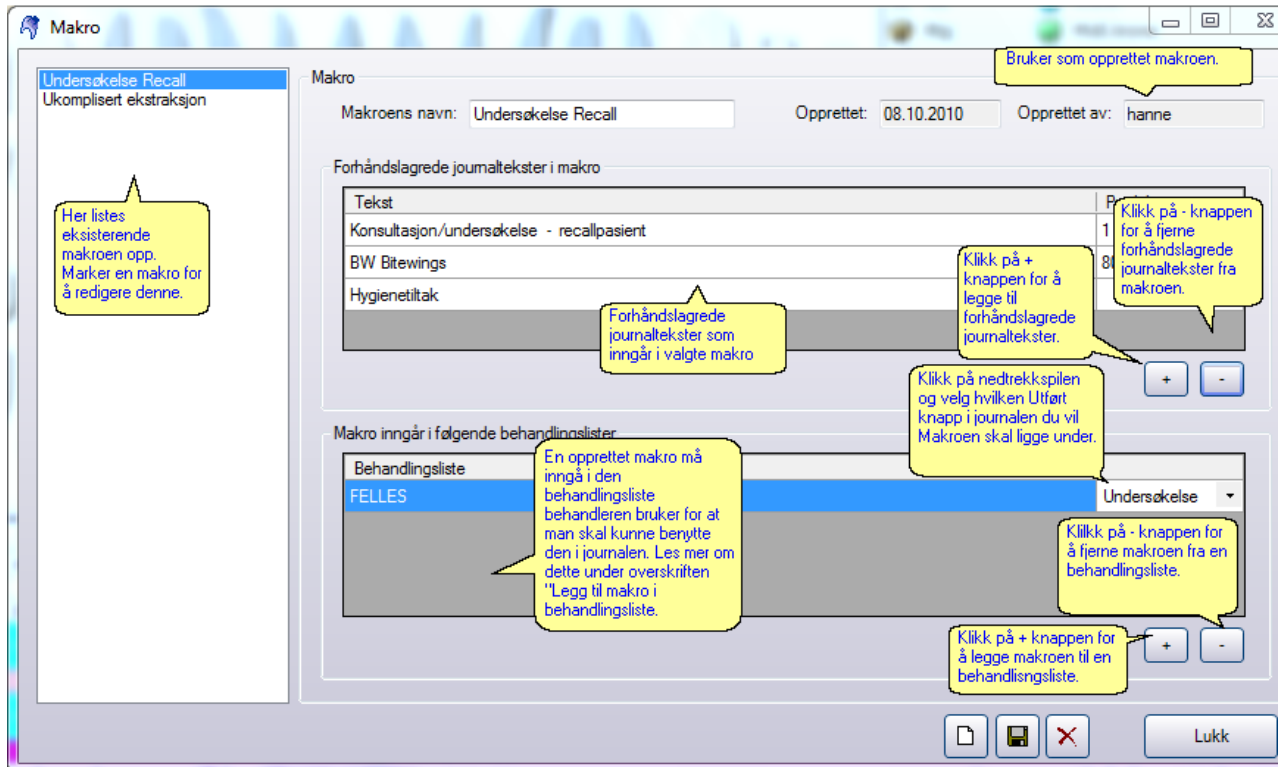 Makro
Bruker som opprettet makroen.
Undersøkelse Recall
Ukomplisert ekstraksjon
Makro
Makroens navn: Undersøkelse Recall Opprettet: 08.10.2010 Opprettet av: hanne
Her listes
eksisterende
makroen opp.
Marker en makro for
å redigere denne.
Forhåndslagrede journaltekster i makro
Tekst
Konsultasjon/undersøkelse - recallpasient 1
BW Bitewings
Hygienetiltak
Forhåndslagrede
journaltekster som
inngår i valgte makro
Klikk på +
knappen for å
legge til
forhåndslagrede
journaltekster.
Klikk på - knappen
for å fjerne
forhåndslagrede
journaltekster fra
makroen.
+ -
Klikk på nedtrekkspilen
og velg hvilken Utført
knapp i journalen du vil
Makroen skal ligge under.
Makro inngår i følgende behandlingslister
Behandlingsliste
FELLES Undersøkelse
En opprettet makro må
inngå i den
behandlingsliste
behandleren bruker for at
man skal kunne benytte
den i journalen. Les mer om
dette under overskriften
"Legg til makro i
behandlingsliste.
Klilkk på - knappen for
å fjerne makroen fra en
behandlingsliste.
Klikk på + knappen for
å legge makroen til en
behandlisngsliste.
+ -
Lukk